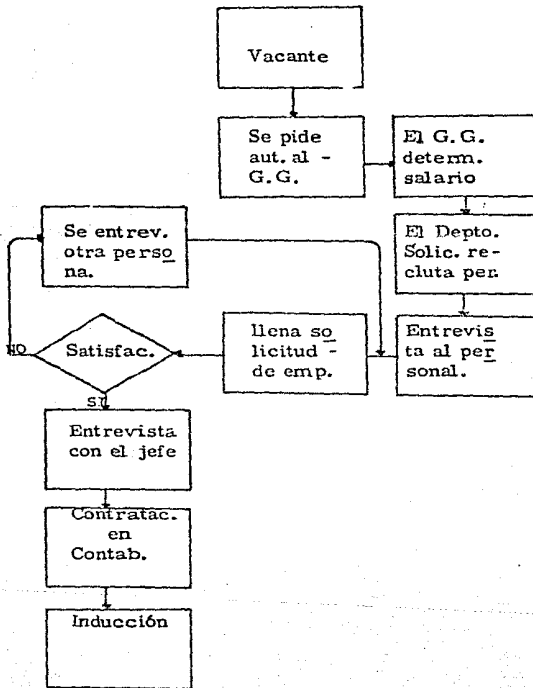 Vacante
Se pide
aut. al -
G.G.
El G.G.
determ.
salario
El Depto.
Solic. re-
cluta per.
Entrevis
ta al per
sonal.
llena so
licitud -
de emp.
Satisfac.
NO
Se entrev.
otra perso
na.
SI
Entrevista
con el jefe
Contratac.
en
Contab.
Inducción